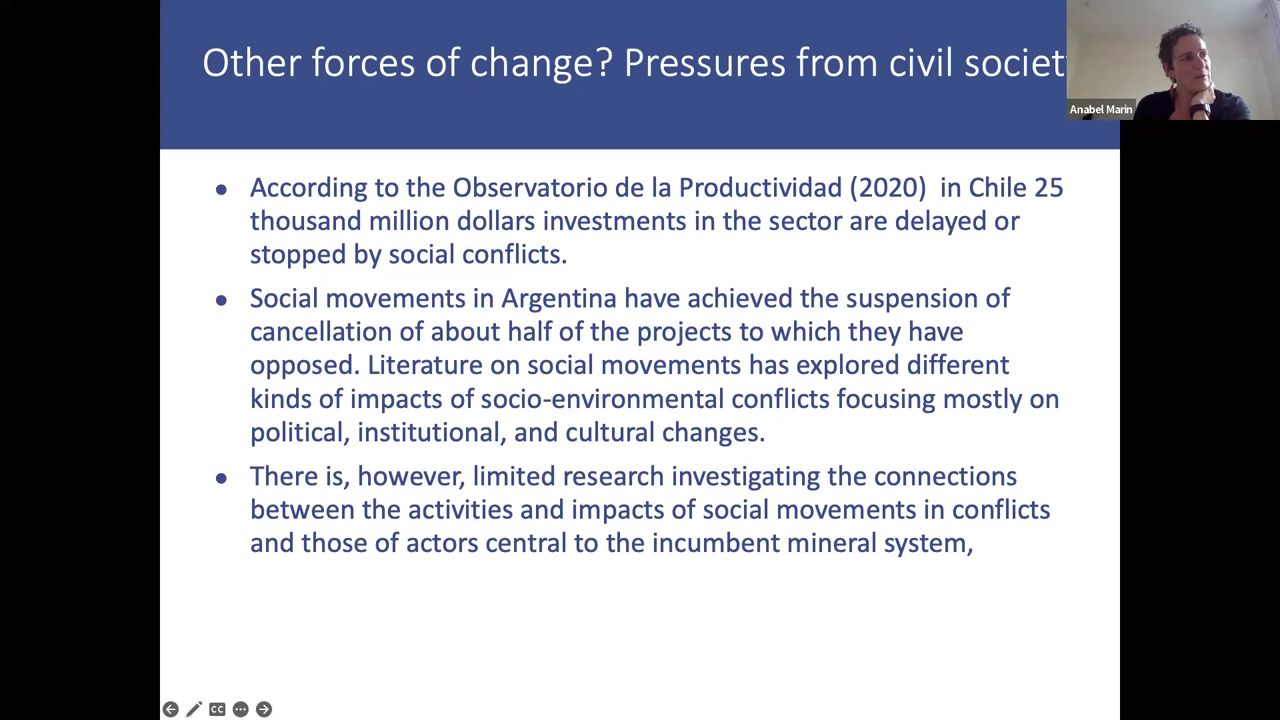 Other forces of change? Pressures from civil societ
Anabel Marin
● According to the Observatorio de la Productividad (2020)  in Chile 25
thousand million dollars investments in the sector are delayed or
stopped by social conflicts.
● Social movements in Argentina have achieved the suspension of
cancellation of about half of the projects to which they have
opposed. Literature on social movements has explored different
kinds of impacts of socio-environmental conflicts focusing mostly on
political, institutional, and cultural changes.
● There is, however, limited research investigating the connections
between the activities and impacts of social movements in conflicts
and those of actors central to the incumbent mineral system,
CC